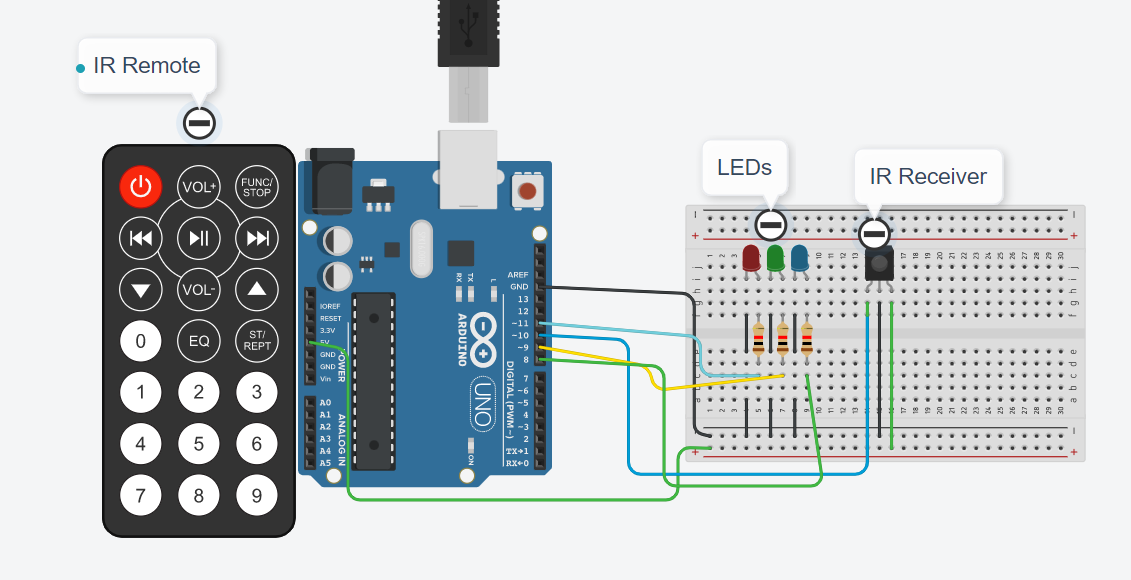 IR Remote
LEDs
IR Receiver
VOL+
FUNC/
STOP
VOL-
0
EQ
ST/
REPT
1
2
3
4
5
6
7
8
9
IOREF
RESET
3.3V
5V
GND
GND
Vin
POWER
A0
A1
A2
A3
A4
A5
ANALOG IN
RX
TX
L
ARDUINO
UNO
ON
AREF
GND
13
12
~11
~10
~9
8
7
~6
~5
4
~3
2
TX→1
RX←0
DIGITAL (PWM~)